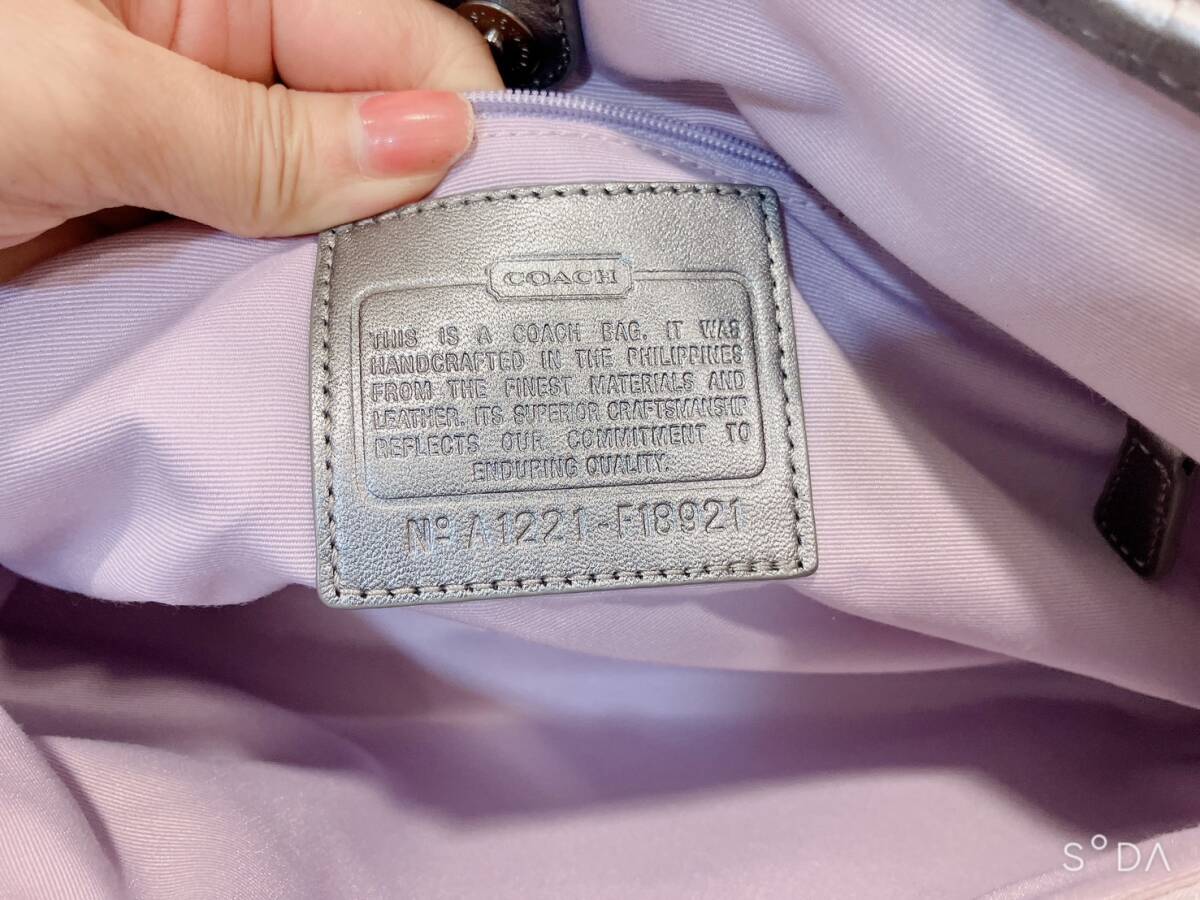 COACH
THIS IS A COACH BAG. IT WAS
HANDCRAFTED IN THE PHILIPPINES
FROM THE FINEST MATERIALS AND
LEATHER. ITS SUPERIOR CRAFTSMANSHIP
REFLECTS OUR COMMITMENT TO
ENDURING QUALITY.
Nº A1221-F18921
S°DA